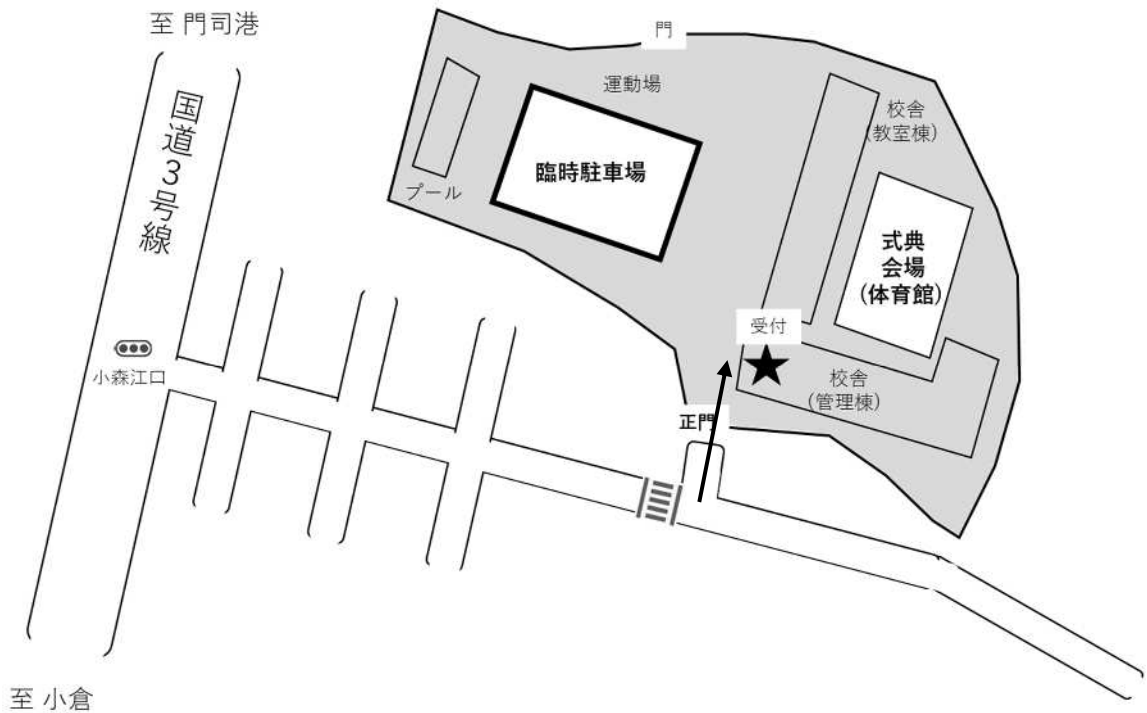 至 門司港
国道3号線
門
運動場
校舎
(教室棟)
臨時駐車場
プール
式典
会場
(体育館)
受付
小森江口
校舎
(管理棟)
正門
至 小倉